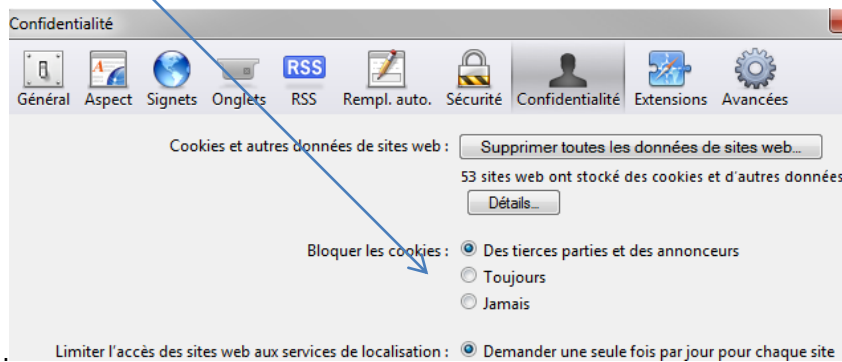 Confidentialité
RSS
Général Aspect Signets Onglets RSS Rempl. auto. Sécurité Confidentialité Extensions Avancées
Cookies et autres données de sites web : Supprimer toutes les données de sites web...
53 sites web ont stocké des cookies et d'autres données
Détails...
Bloquer les cookies : Des tierces parties et des annonceurs
Toujours
Jamais
. Limiter l'accès des sites web aux services de localisation : Demander une seule fois par jour pour chaque site